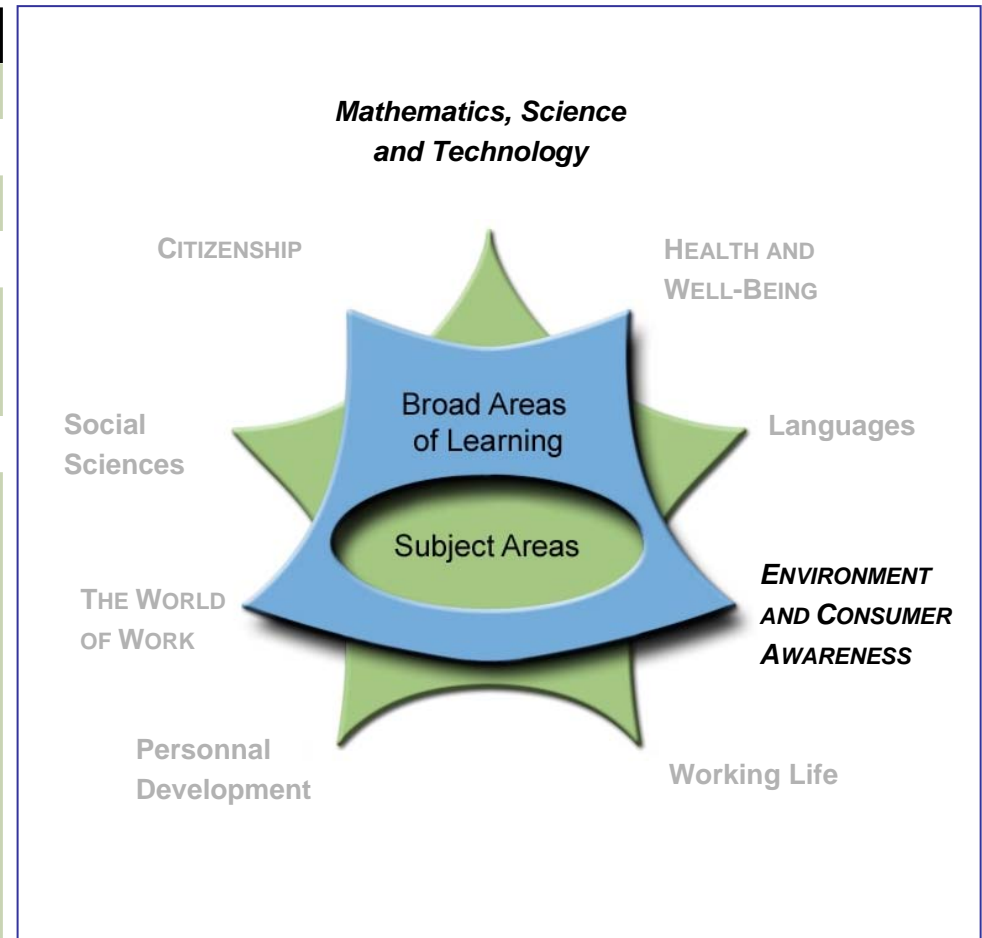 Mathematics, Science
and Technology
CITIZENSHIP
HEALTH AND
WELL-BEING
Broad Areas
of Learning
Social
Sciences
Languages
Subject Areas
ENVIRONMENT
AND CONSUMER
AWARENESS
THE WORLD
OF WORK
Personnal
Development
Working Life